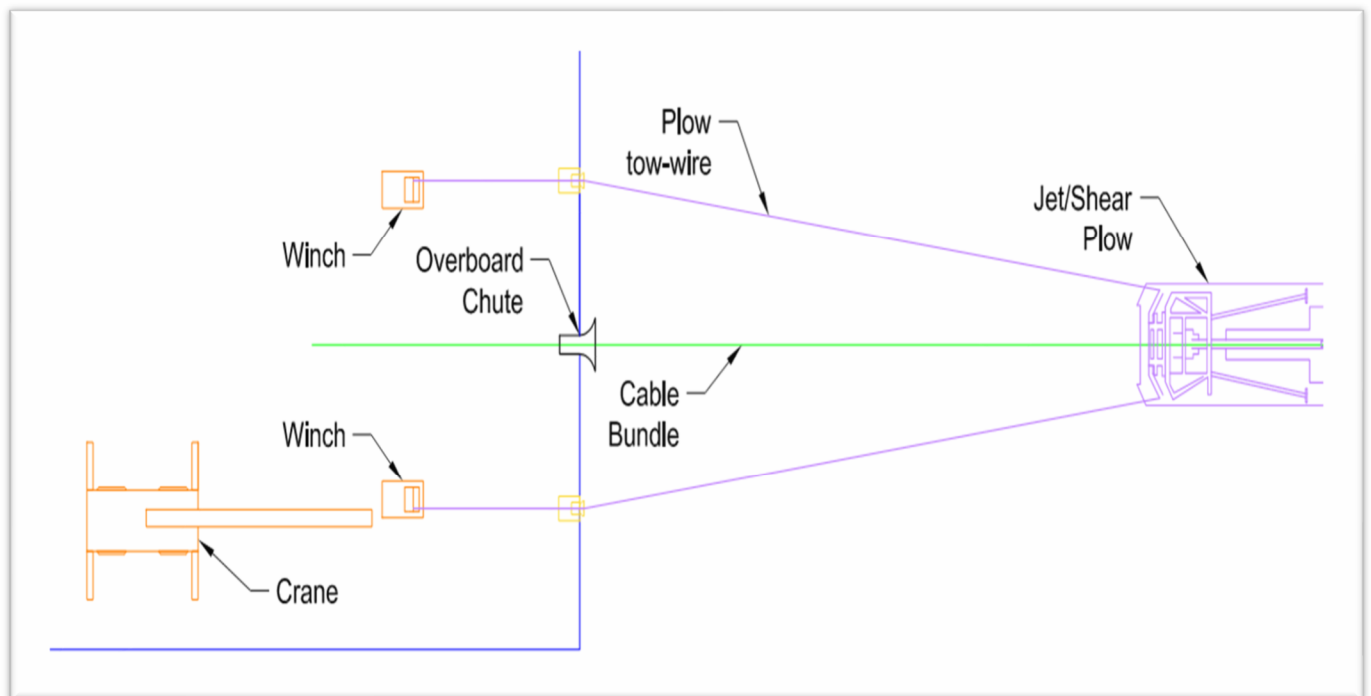 Plow
tow-wire
Jet/Shear
Plow
Winch
Overboard
Chute
Cable
Bundle
Winch
Crane